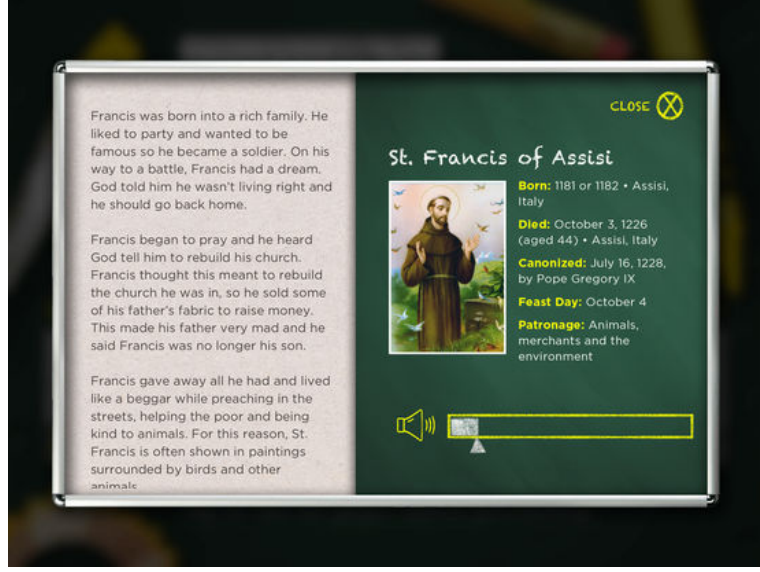 Francis was born into a rich family. He
liked to party and wanted to be
famous so he became a soldier. On his
way to a battle, Francis had a dream.
God told him he wasn't living right and
he should go back home.
Francis began to pray and he heard
God tell him to rebuild his church.
Francis thought this meant to rebuild
the church he was in, so he sold some
of his father's fabric to raise money.
This made his father very mad and he
said Francis was no longer his son.
Francis gave away all he had and lived
like a beggar while preaching in the
streets, helping the poor and being
kind to animals. For this reason, St.
Francis is often shown in paintings
surrounded by birds and other
animals
CLOSE X
St. Francis of Assisi
Born: 1181 or 1182 • Assisi,
Italy
Died: October 3, 1226
(aged 44) • Assisi, Italy
Canonized: July 16, 1228,
by Pope Gregory IX
Feast Day: October 4
Patronage: Animals,
merchants and the
environment